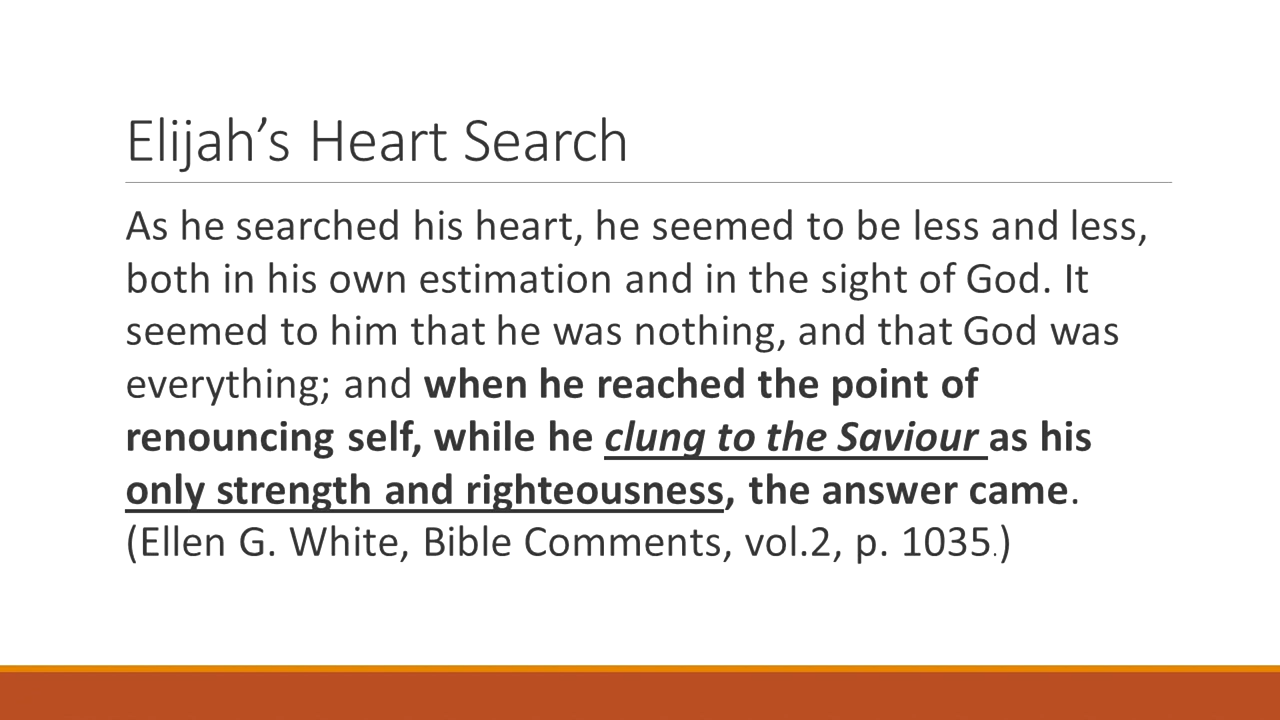 Elijah’s Heart Search
As he searched his heart, he seemed to be less and less,
both in his own estimation and in the sight of God. It
seemed to him that he was nothing, and that God was
everything; and when he reached the point of
renouncing self, while he clung to the Saviour as his
only strength and righteousness, the answer came.
(Ellen G. White, Bible Comments, vol.2, p. 1035.)